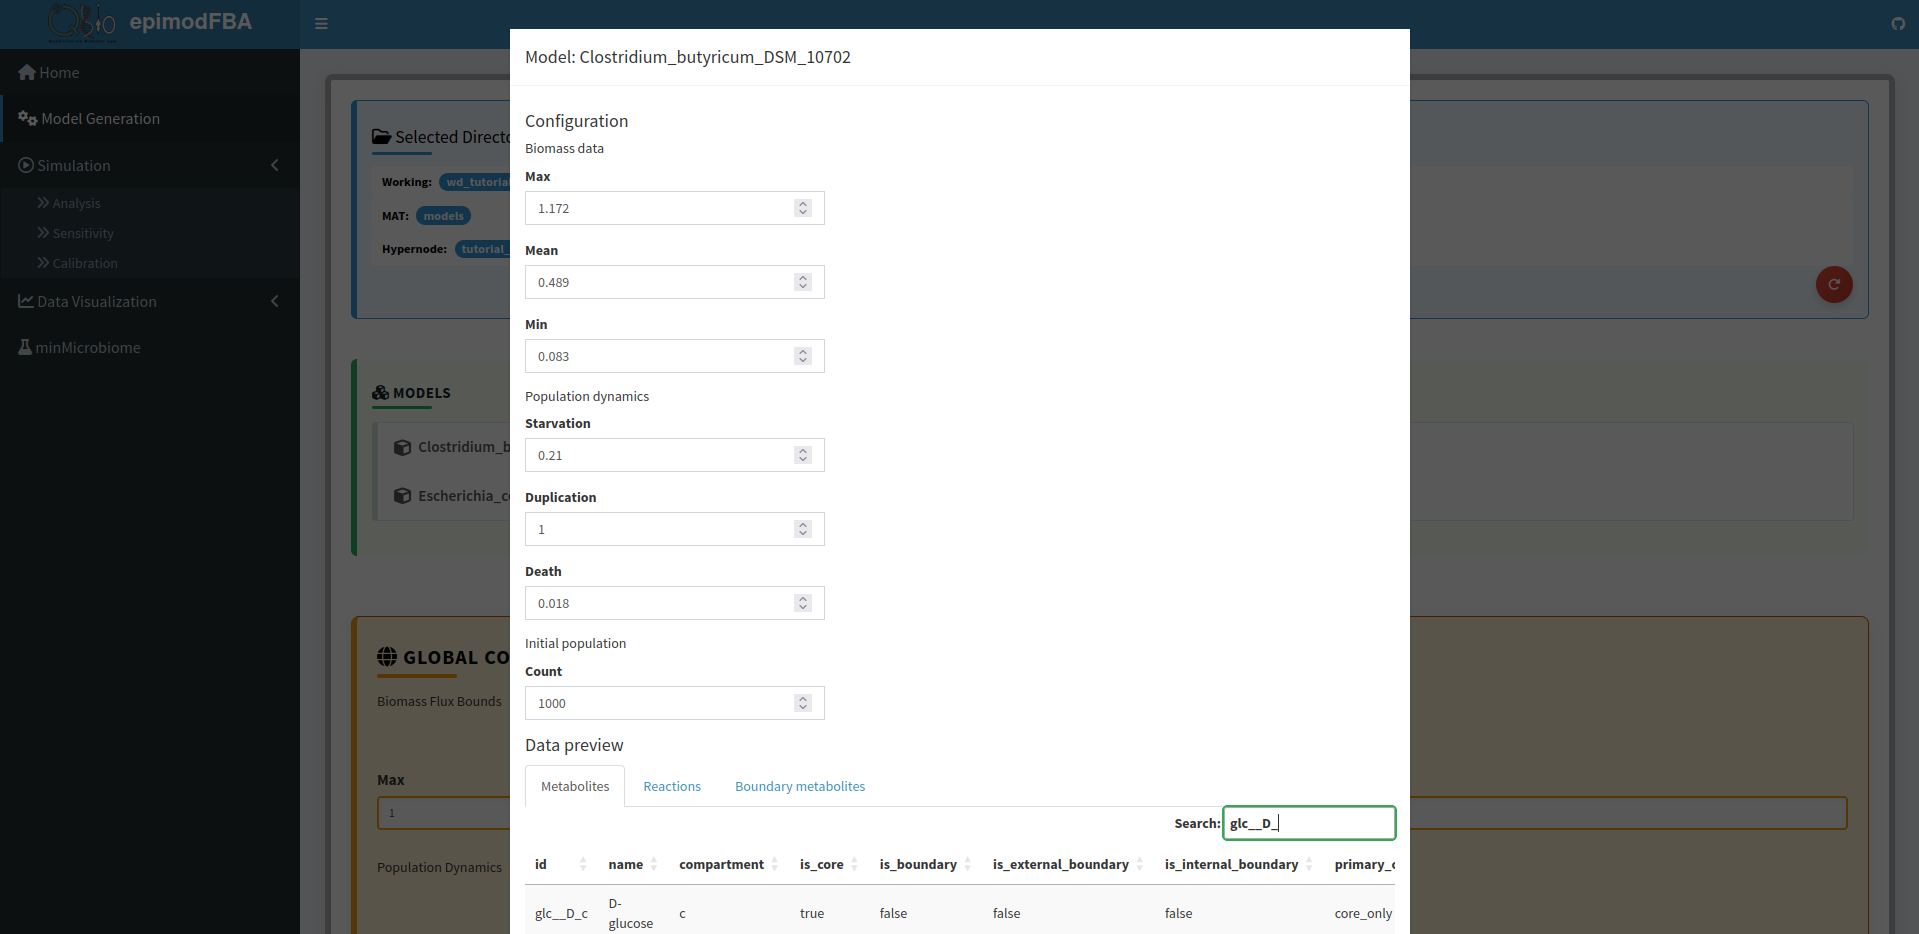 epimodFBA
Home
Model Generation
Simulation
Analysis
Sensitivity
Calibration
Data Visualization
minMicrobiome
Selected Directo
Working: wd_tutorial
MAT: models
Hypernode: tutorial_
MODELS
Clostridium_b
Escherichia_c
GLOBAL CO
Biomass Flux Bounds
Max
1
Population Dynamics
Model: Clostridium_butyricum_DSM_10702
Configuration
Biomass data
Max
1.172
Mean
0.489
Min
0.083
Population dynamics
Starvation
0.21
Duplication
1
Death
0.018
Initial population
Count
1000
Data preview
Metabolites Reactions Boundary metabolites
Search: glc__D_
id name compartment is_core is_boundary is_external_boundary is_internal_boundary primary_c
glc__D_c D-glucose c true false false false core_only